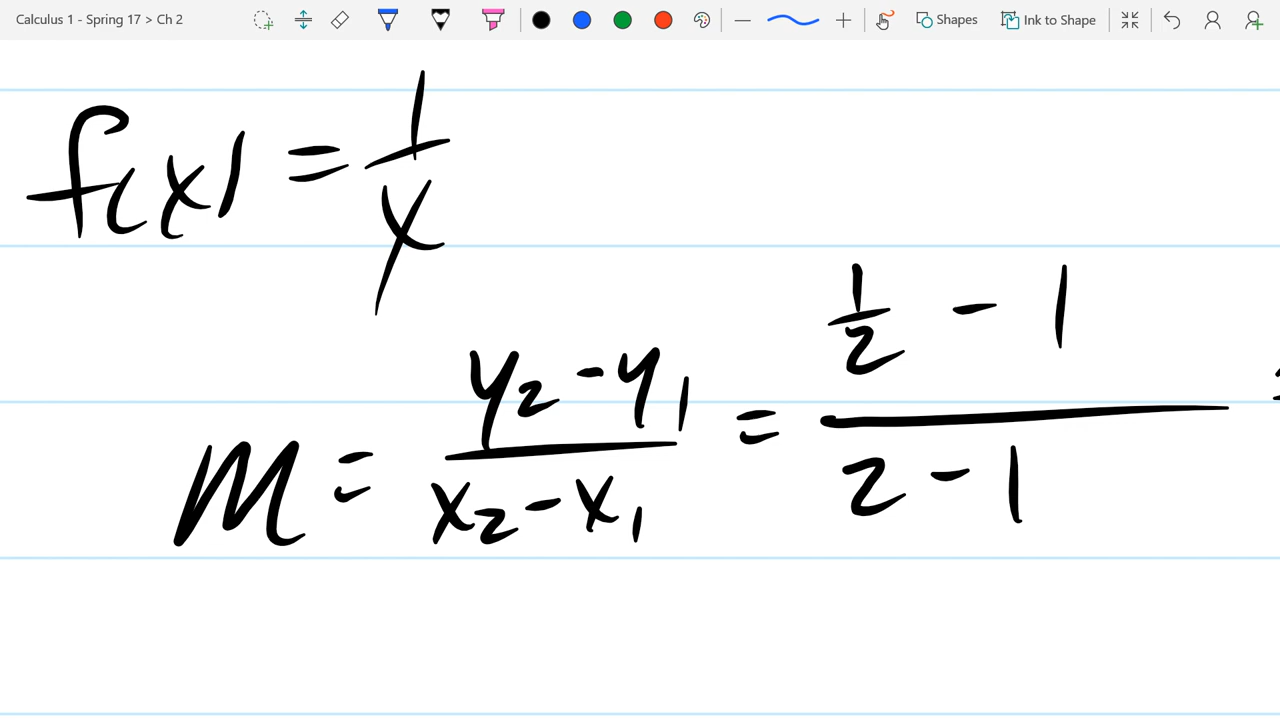 Calculus 1 - Spring 17 > Ch 2 Shapes Ink to Shape
f(x) = 1/x
m = (y₂ - y₁)/(x₂ - x₁) = (1/2 - 1)/(2 - 1)